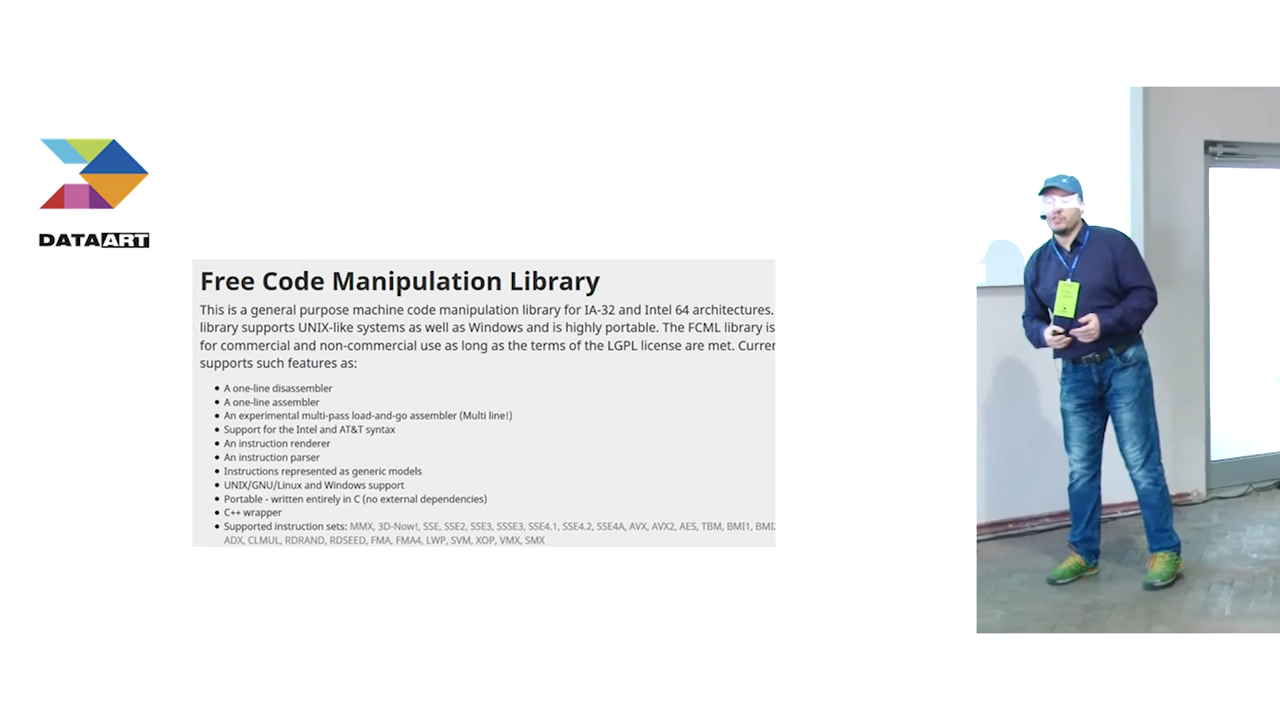 DATAART
Free Code Manipulation Library
This is a general purpose machine code manipulation library for IA-32 and Intel 64 architectures.
library supports UNIX-like systems as well as Windows and is highly portable. The FCML library is
for commercial and non-commercial use as long as the terms of the LGPL license are met. Curren
supports such features as:
A one-line disassembler
A one-line assembler
An experimental multi-pass load-and-go assembler (Multi line!)
Support for the Intel and AT&T syntax
An instruction renderer
An instruction parser
Instructions represented as generic models
UNIX/GNU/Linux and Windows support
Portable - written entirely in C (no external dependencies)
C++ wrapper
Supported instruction sets: MMX, 3D-Now!, SSE, SSE2, SSE3, SSSE3, SSE4.1, SSE4.2, SSE4A, AVX, AVX2, AES, TBM, BMI1, BMI2
ADX, CLMUL, RDRAND, RDSEED, FMA, FMA4, LWP, SVM, XOP, VMX, SMX